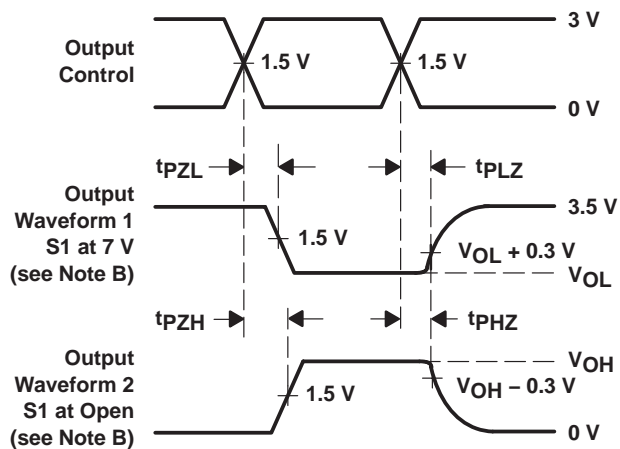 Output
Control
3 V
1.5 V
1.5 V
0 V
tPZL
tPLZ
Output
Waveform 1
S1 at 7 V
(see Note B)
3.5 V
1.5 V
VOL + 0.3 V
VOL
tPZH
tPHZ
Output
Waveform 2
S1 at Open
(see Note B)
VOH
1.5 V
VOH – 0.3 V
0 V